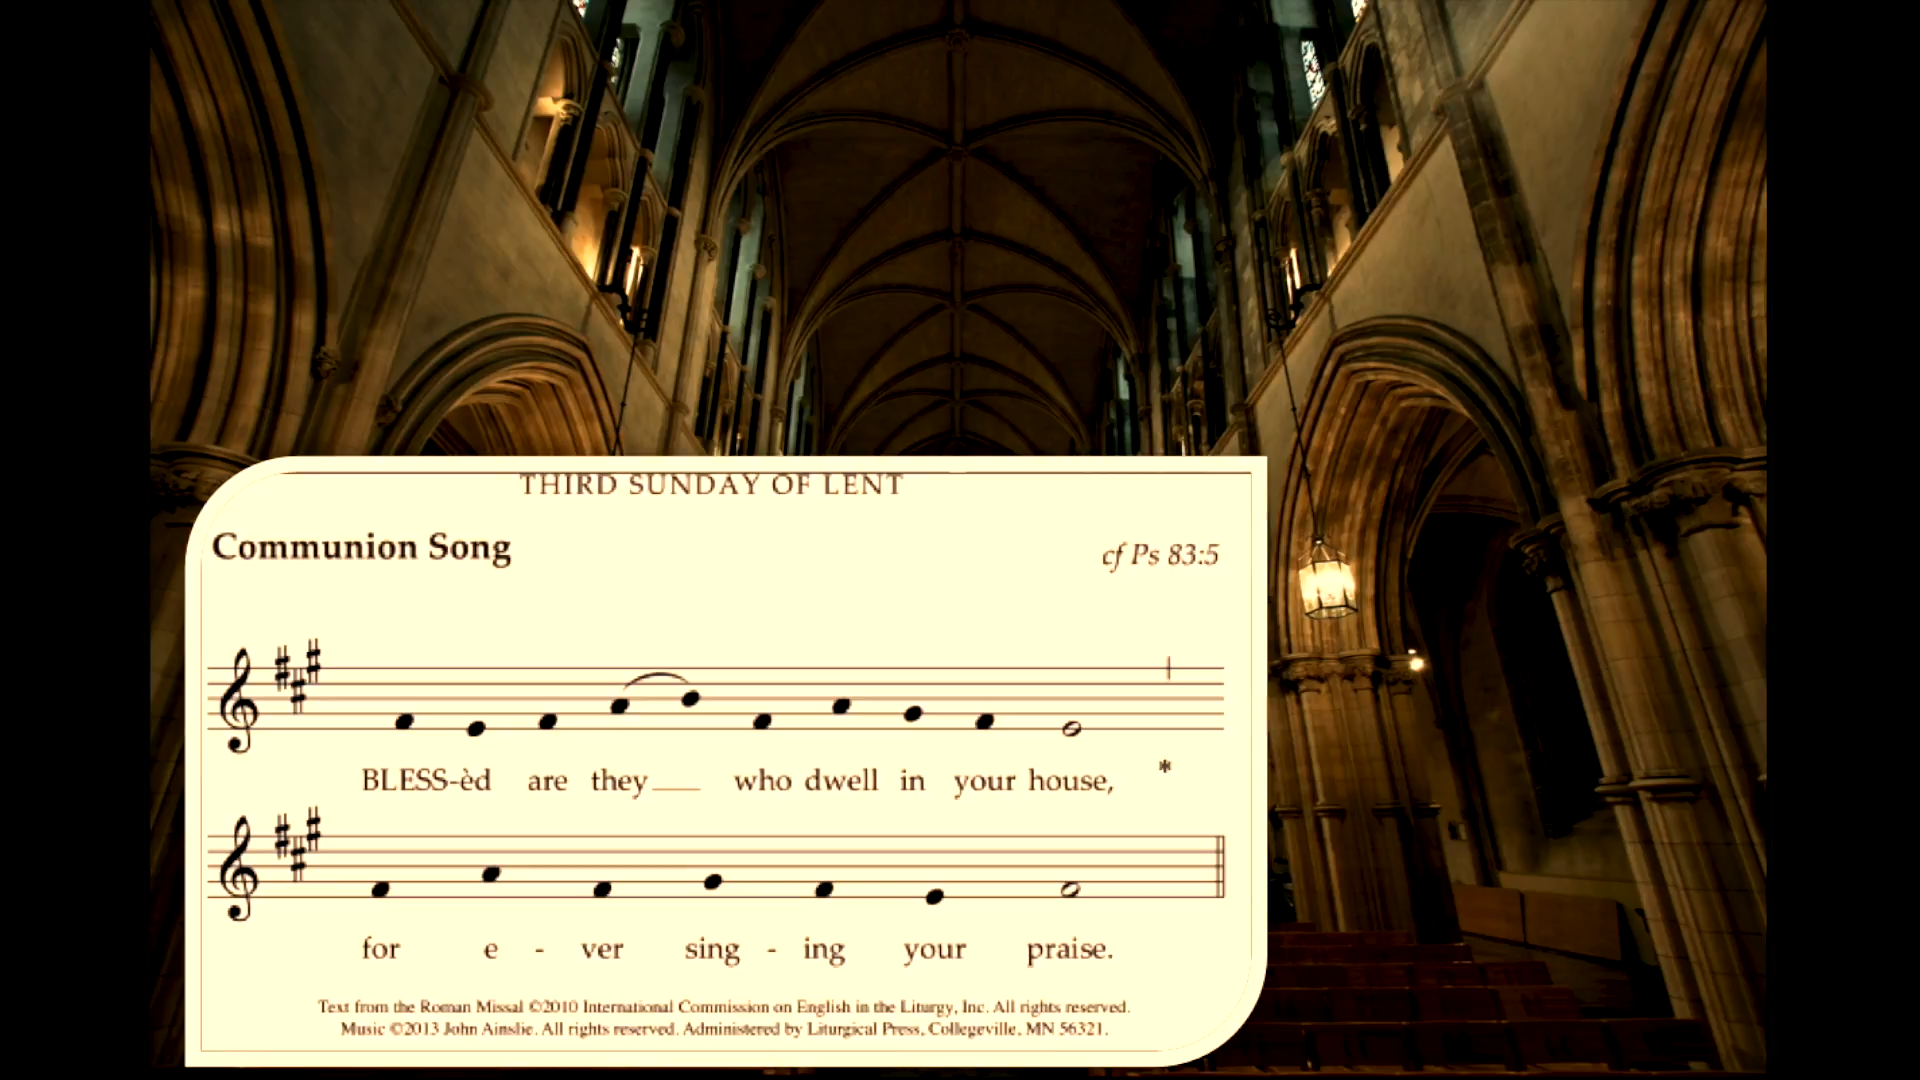 THIRD SUNDAY OF LENT
Communion Song
cf Ps 83:5
BLESS-èd are they___ who dwell in your house, *
for e - ver sing - ing your praise.
Text from the Roman Missal ©2010 International Commission on English in the Liturgy, Inc. All rights reserved.
Music ©2013 John Ainslie. All rights reserved. Administered by Liturgical Press, Collegeville, MN 56321.